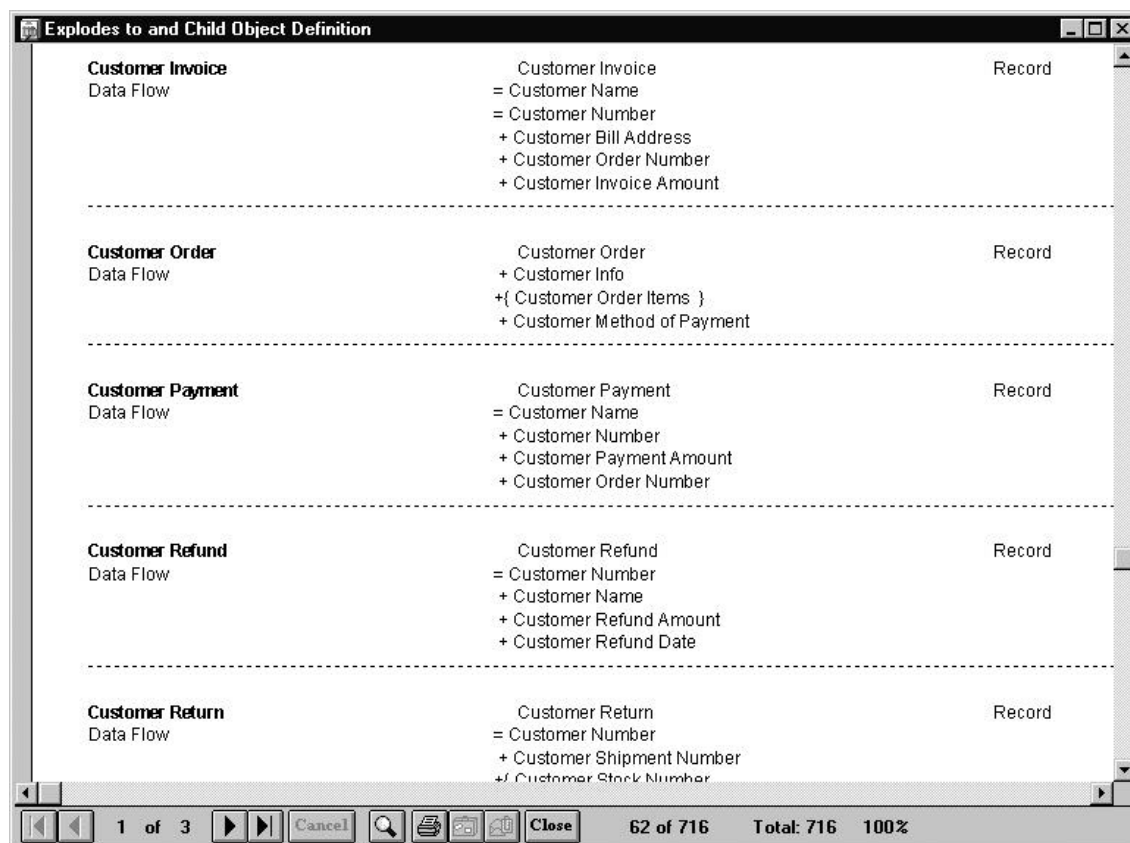 Explodes to and Child Object Definition
Customer Invoice Customer Invoice Record
Data Flow = Customer Name
= Customer Number
+ Customer Bill Address
+ Customer Order Number
+ Customer Invoice Amount
Customer Order Customer Order Record
Data Flow + Customer Info
+{ Customer Order Items }
+ Customer Method of Payment
Customer Payment Customer Payment Record
Data Flow = Customer Name
+ Customer Number
+ Customer Payment Amount
+ Customer Order Number
Customer Refund Customer Refund Record
Data Flow = Customer Number
+ Customer Name
+ Customer Refund Amount
+ Customer Refund Date
Customer Return Customer Return Record
Data Flow = Customer Number
+ Customer Shipment Number
+{ Customer Stock Number
1 of 3 Cancel Close 62 of 716 Total: 716 100%